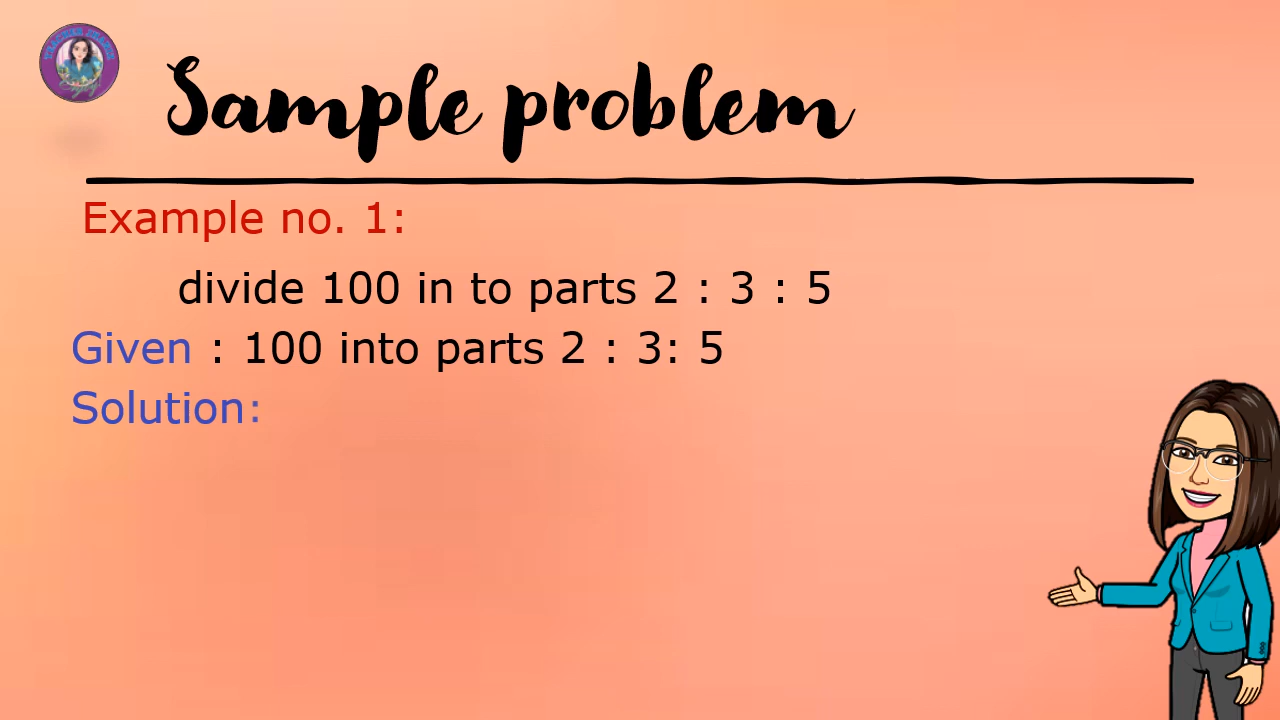 Sample problem
Example no. 1:
divide 100 in to parts 2 : 3 : 5
Given : 100 into parts 2 : 3: 5
Solution: